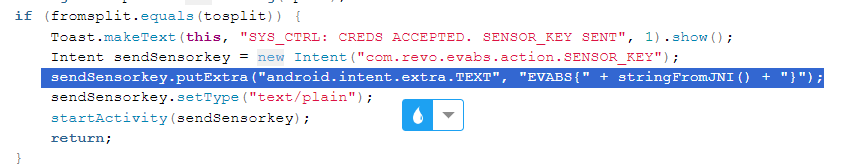 if (fromsplit.equals(tosplit)) {
Toast.makeText(this, "SYS_CTRL: CREDS ACCEPTED. SENSOR_KEY SENT", 1).show();
Intent sendSensorkey = new Intent("com.revo.evabs.action.SENSOR_KEY");
sendSensorkey.putExtra("android.intent.extra.TEXT", "EVABS{" + stringFromJNI() + "}");
sendSensorkey.setType("text/plain");
startActivity(sendSensorkey);
return;
}